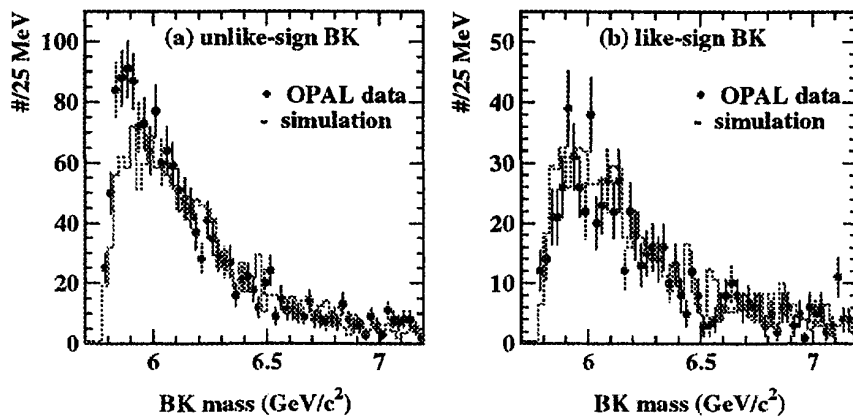 #/25 MeV
100
80
60
40
20
0
(a) unlike-sign BK
OPAL data
simulation
6
6.5
7
BK mass (GeV/c²)
#/25 MeV
50
40
30
20
10
0
(b) like-sign BK
OPAL data
simulation
6
6.5
7
BK mass (GeV/c²)